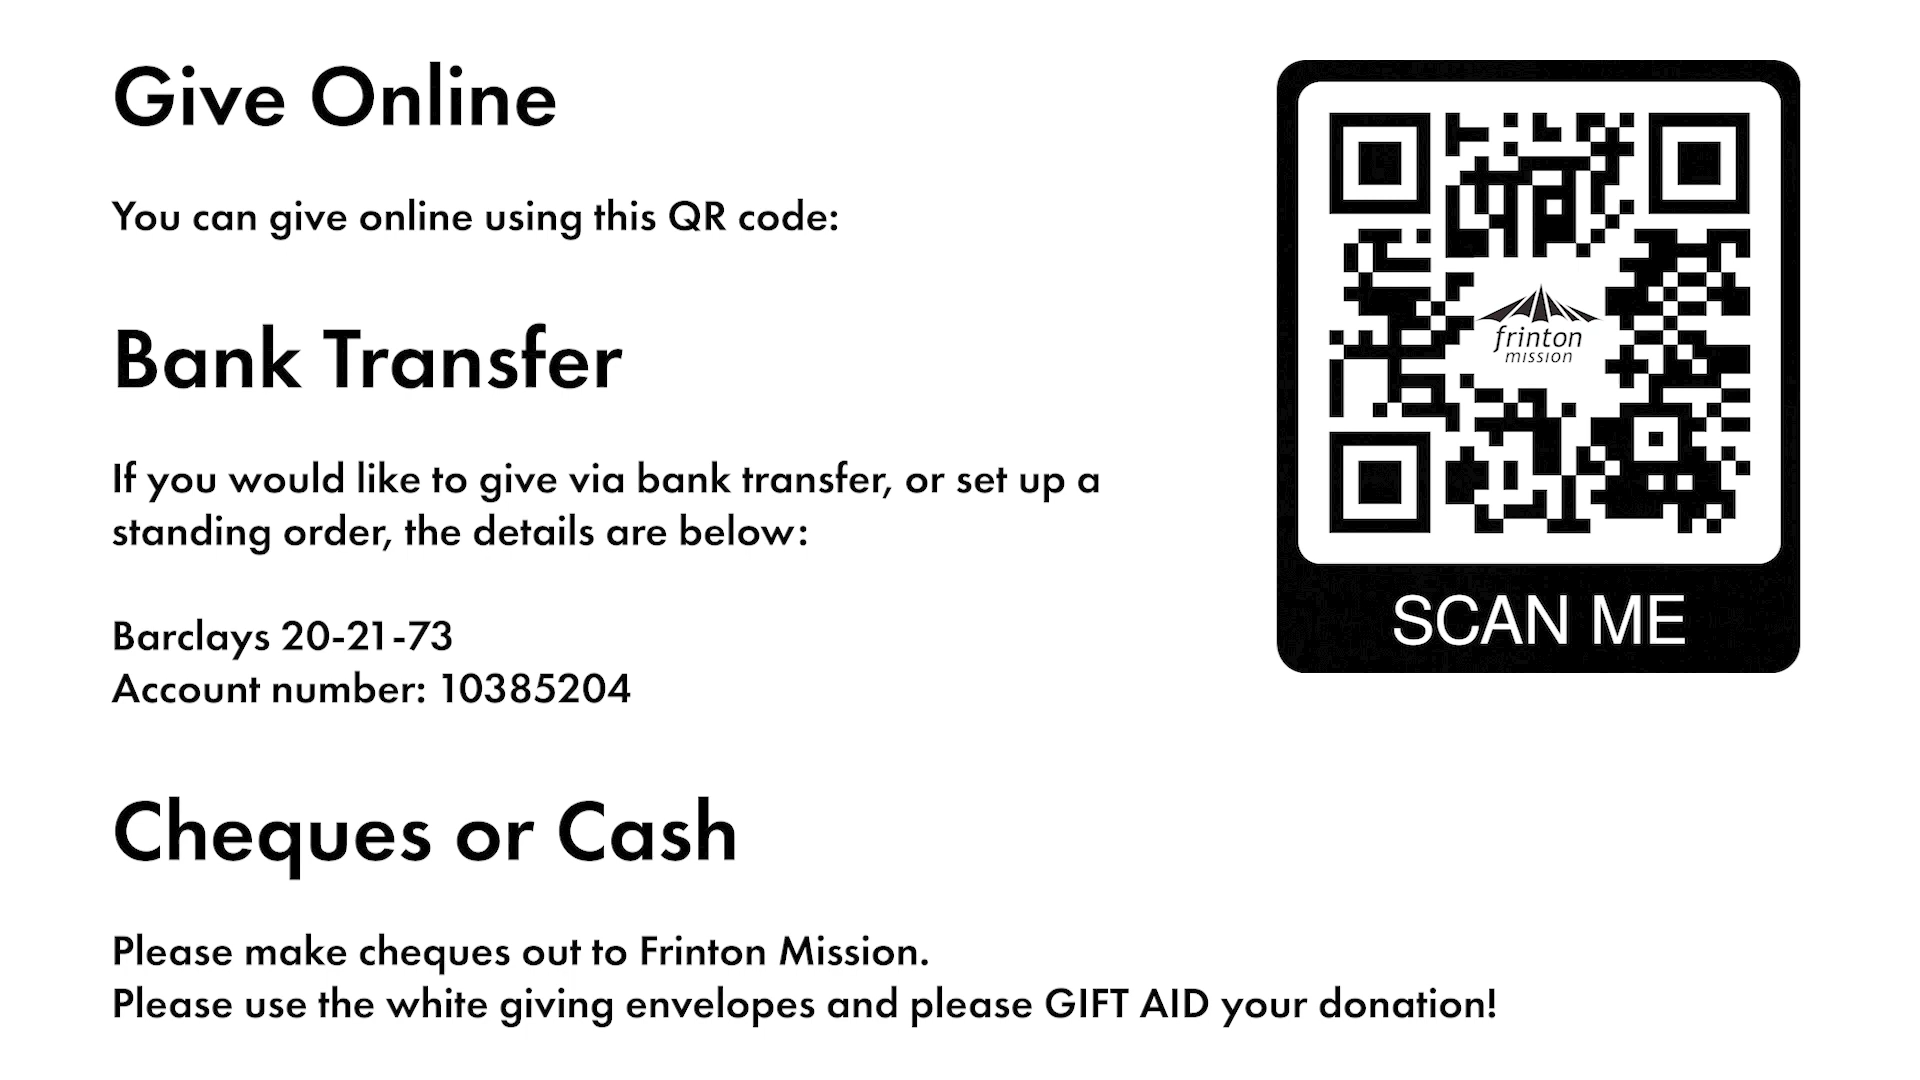 Give Online
You can give online using this QR code:
Bank Transfer
If you would like to give via bank transfer, or set up a
standing order, the details are below:
Barclays 20-21-73
Account number: 10385204
Cheques or Cash
Please make cheques out to Frinton Mission.
Please use the white giving envelopes and please GIFT AID your donation!
frinton
mission
SCAN ME